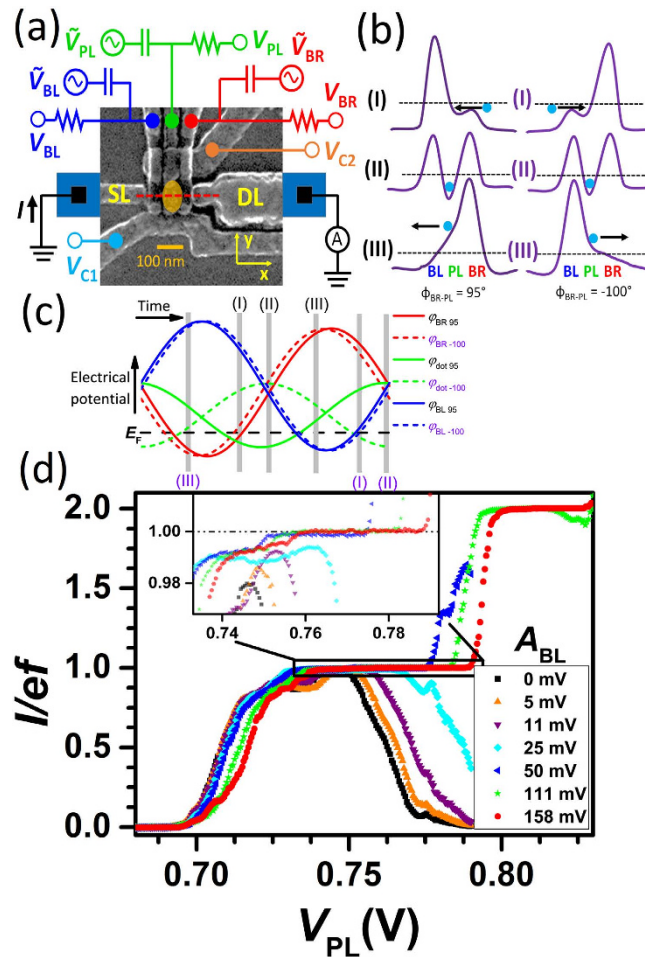 (a)
Ṽ_PL
V_PL
Ṽ_BR
Ṽ_BL
V_BR
V_BL
V_C2
SL
DL
I
A
V_C1
100 nm
y
x
(b)
(I)
(I)
(II)
(II)
(III)
(III)
BL PL BR
BL PL BR
ϕ_BR-PL = 95°
ϕ_BR-PL = -100°
(c)
Time
(I)
(II)
(III)
Electrical
potential
E_F
φ_BR 95
φ_BR -100
φ_dot 95
φ_dot -100
φ_BL 95
φ_BL -100
(III)
(I)
(II)
(d)
2.0
1.5
1.0
0.5
0.0
I/ef
1.00
0.98
0.74
0.76
0.78
A_BL
0 mV
5 mV
11 mV
25 mV
50 mV
111 mV
158 mV
0.70
0.75
0.80
V_PL(V)